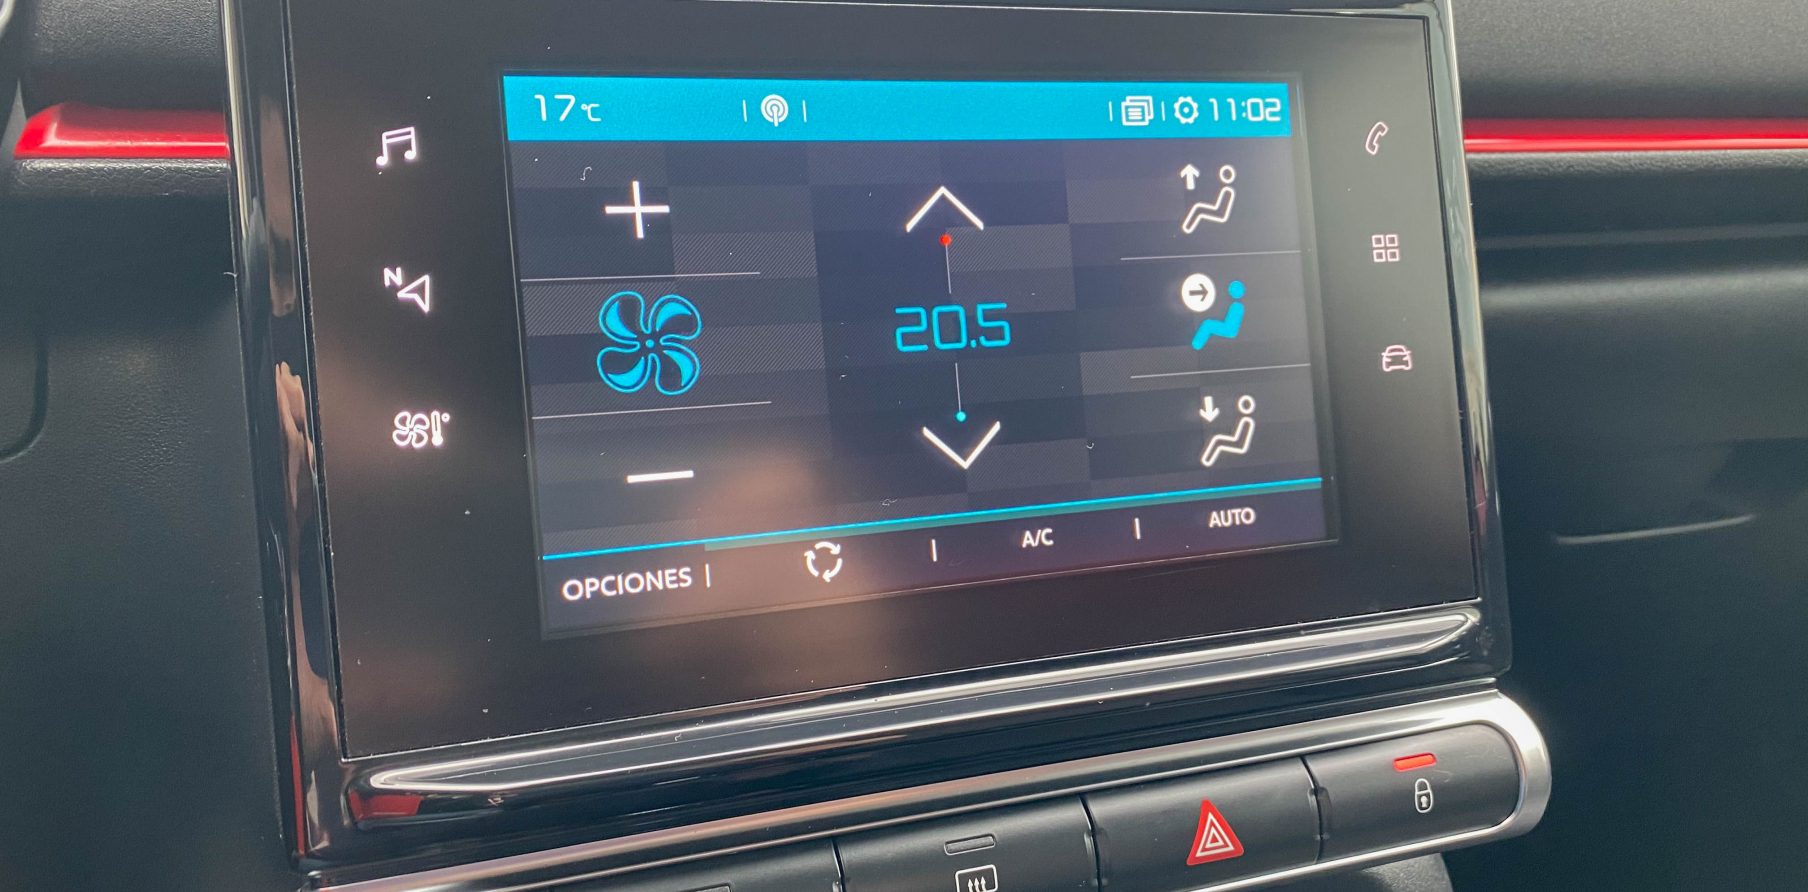 17°C
11:02
N
20.5
OPCIONES
A/C
AUTO